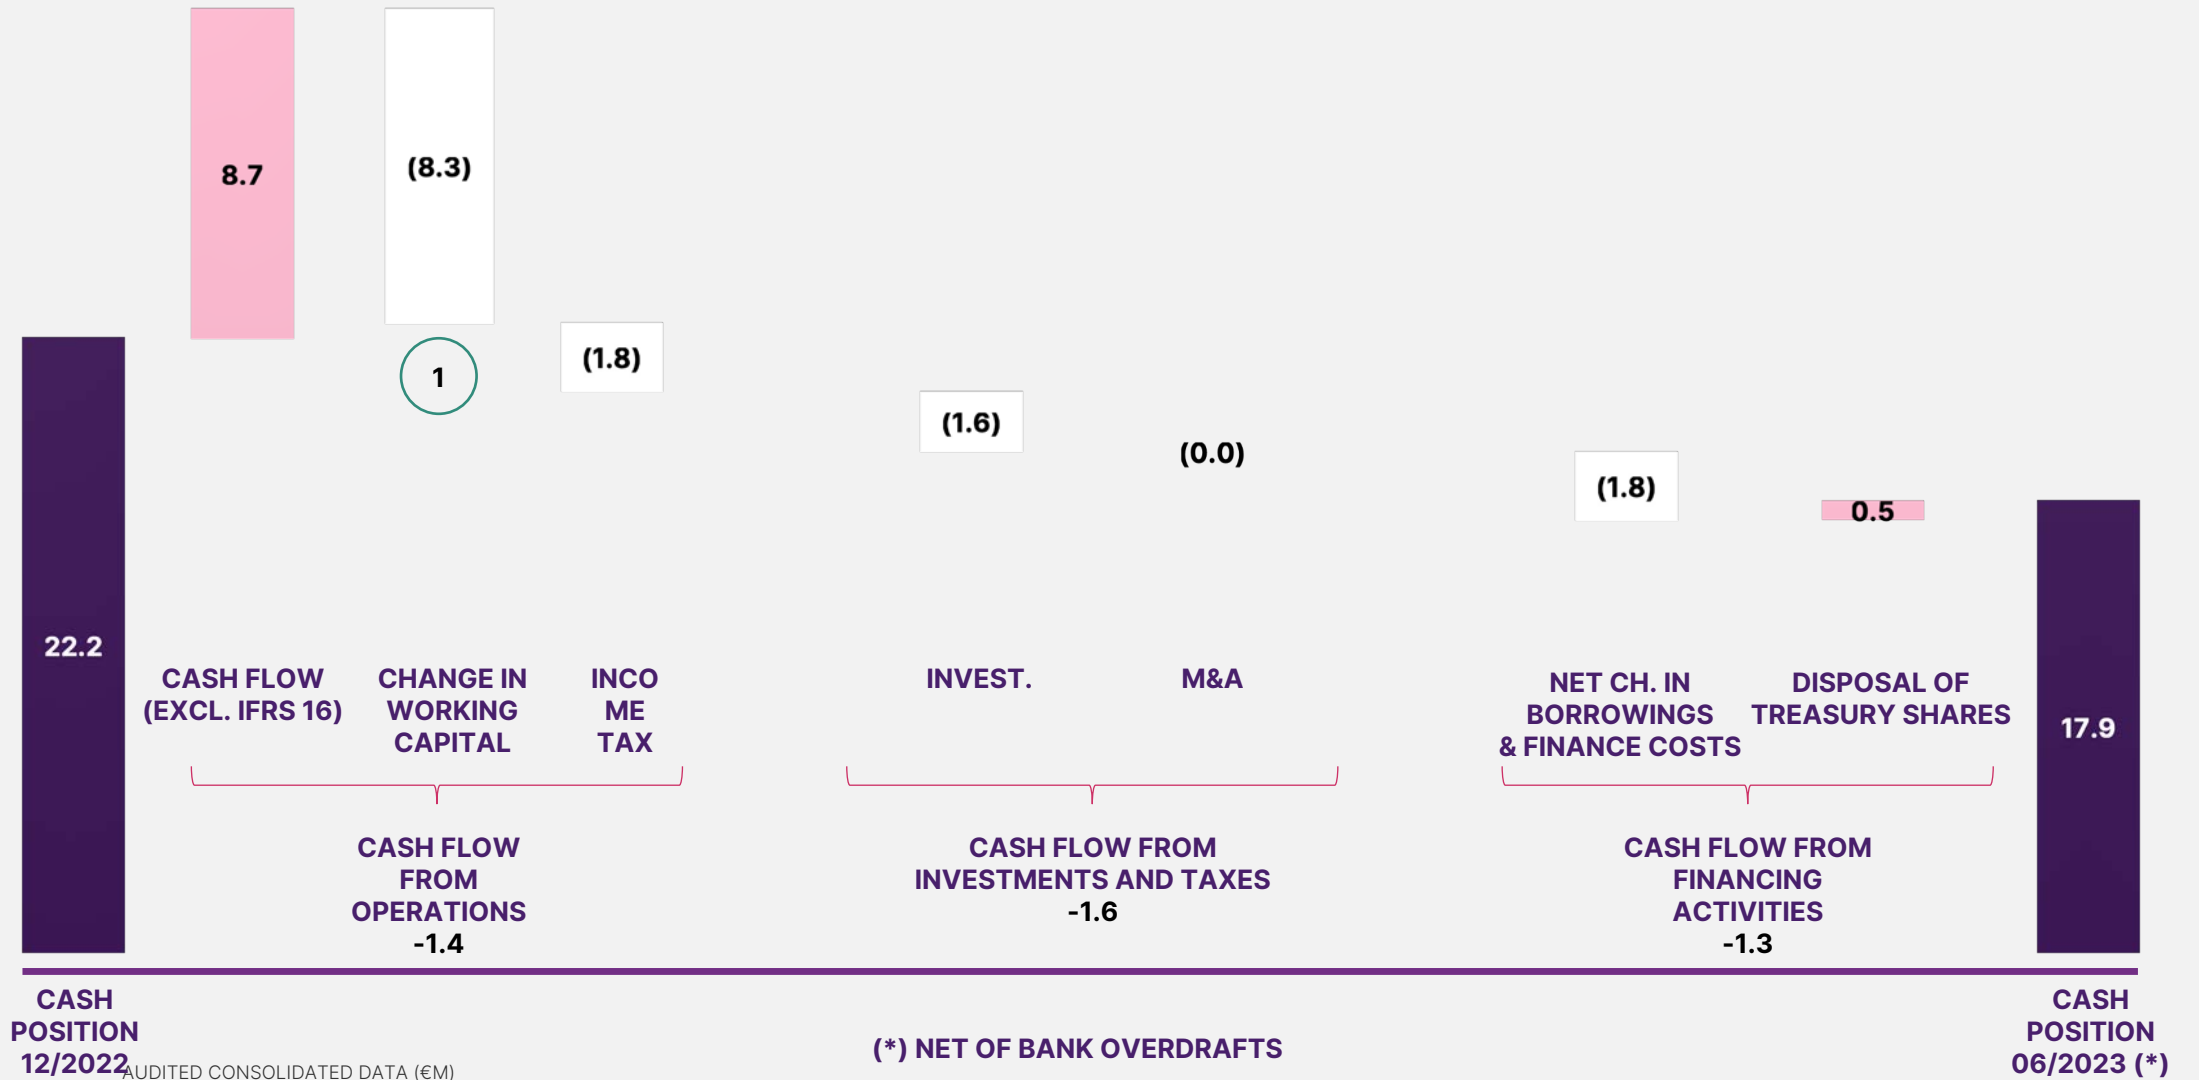 8.7
(8.3)
1
(1.8)
(1.6)
(0.0)
(1.8)
0.5
22.2
17.9
CASH FLOW
(EXCL. IFRS 16)
CHANGE IN
WORKING
CAPITAL
INCO
ME
TAX
INVEST.
M&A
NET CH. IN
BORROWINGS
& FINANCE COSTS
DISPOSAL OF
TREASURY SHARES
CASH FLOW
FROM
OPERATIONS
-1.4
CASH FLOW FROM
INVESTMENTS AND TAXES
-1.6
CASH FLOW FROM
FINANCING
ACTIVITIES
-1.3
CASH
POSITION
12/2022
CASH
POSITION
06/2023 (*)
(*) NET OF BANK OVERDRAFTS
AUDITED CONSOLIDATED DATA (€M)